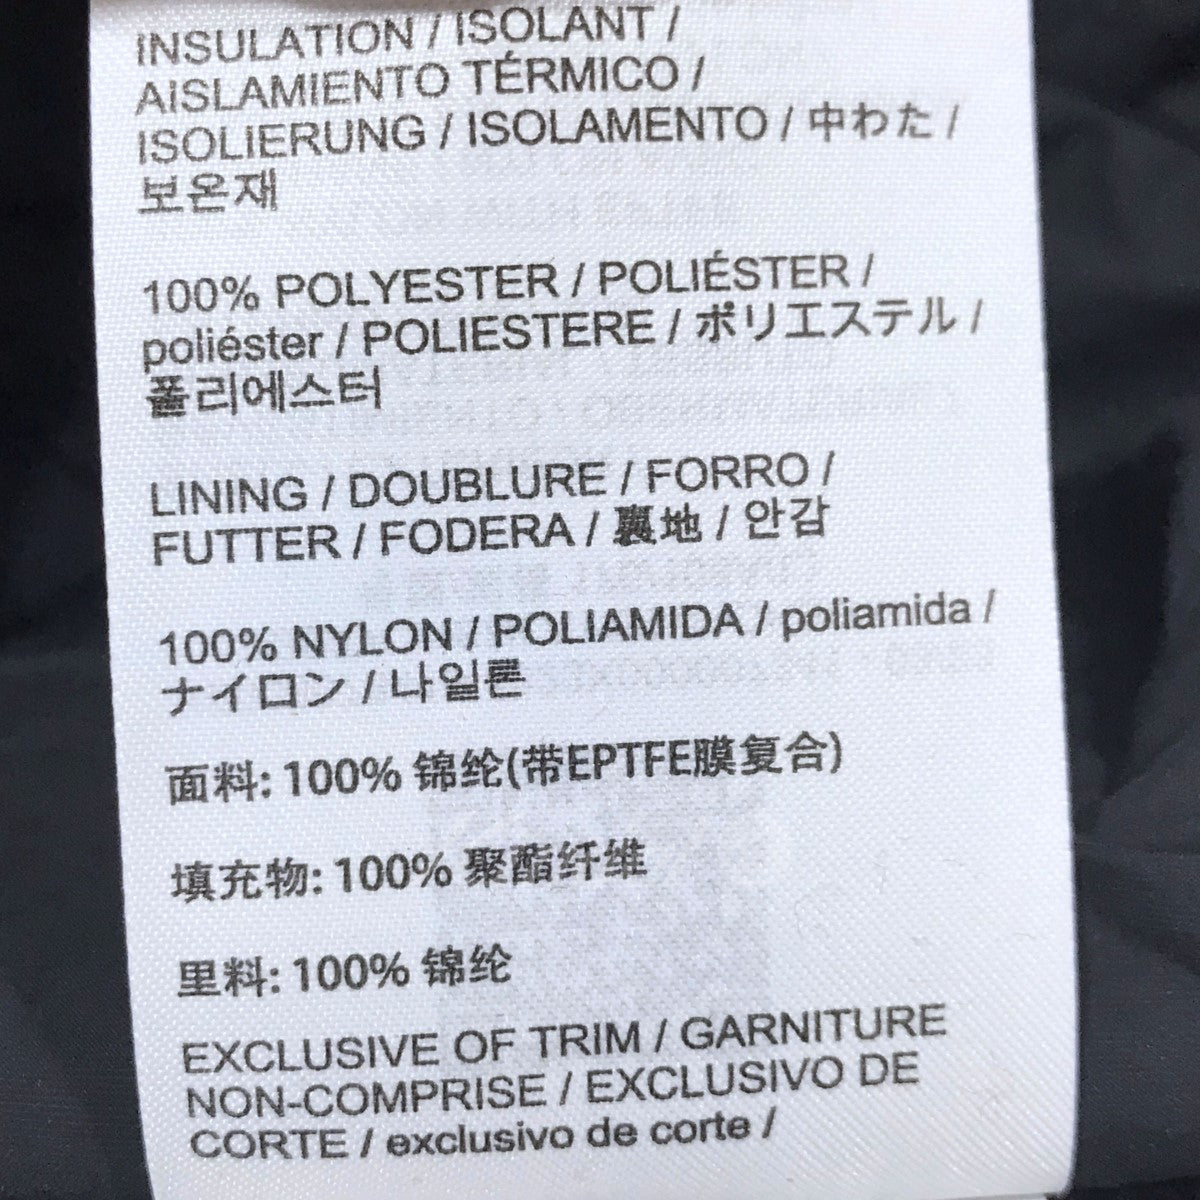 INSULATION / ISOLANT /
AISLAMIENTO TÉRMICO /
ISOLIERUNG / ISOLAMENTO / 中わた /
보온재
100% POLYESTER / POLIÉSTER /
poliéster / POLIESTERE / ポリエステル /
폴리에스터
LINING / DOUBLURE / FORRO /
FUTTER / FODERA / 裏地 / 안감
100% NYLON / POLIAMIDA / poliamida /
ナイロン / 나일론
面料: 100% 锦纶(带EPTFE膜复合)
填充物: 100% 聚酯纤维
里料: 100% 锦纶
EXCLUSIVE OF TRIM / GARNITURE
NON-COMPRISE / EXCLUSIVO DE
CORTE / exclusivo de corte /